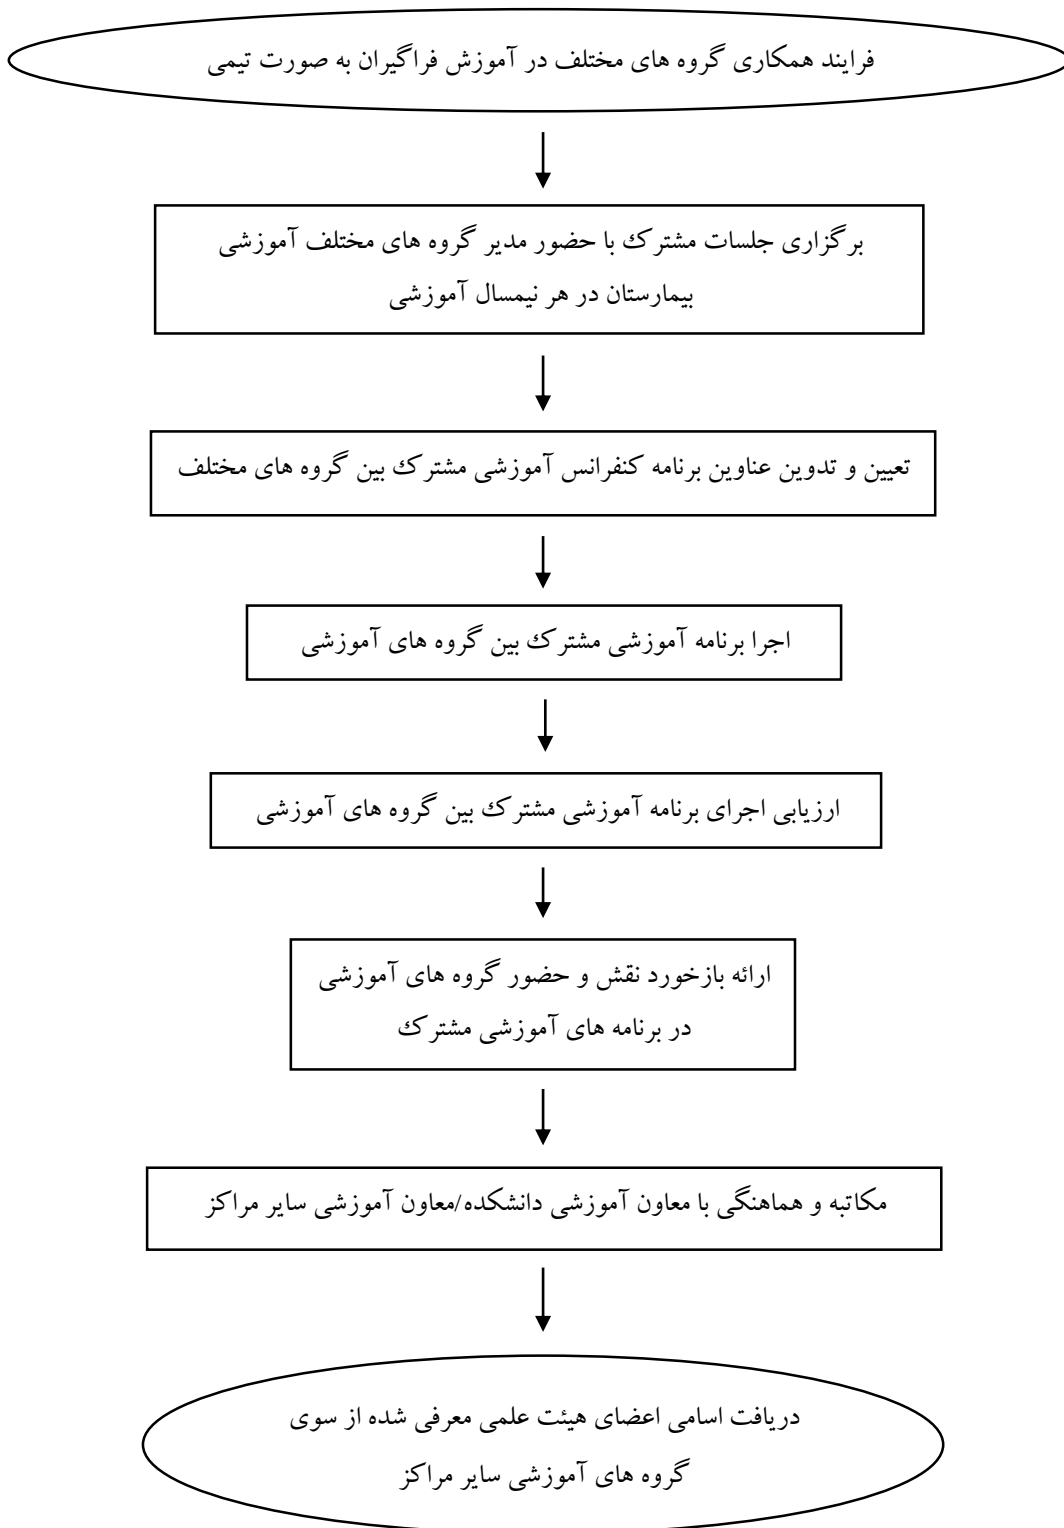 فرایند همکاری گروه های مختلف در آموزش فراگیران به صورت تیمی
برگزاری جلسات مشترک با حضور مدیر گروه های مختلف آموزشی
بیمارستان در هر نیمسال آموزشی
تعیین و تدوین عناوین برنامه کنفرانس آموزشی مشترک بین گروه های مختلف
اجرا برنامه آموزشی مشترک بین گروه های آموزشی
ارزیابی اجرای برنامه آموزشی مشترک بین گروه های آموزشی
ارائه بازخورد نقش و حضور گروه های آموزشی
در برنامه های آموزشی مشترک
مکاتبه و هماهنگی با معاون آموزشی دانشکده/معاون آموزشی سایر مراکز
دریافت اسامی اعضای هیئت علمی معرفی شده از سوی
گروه های آموزشی سایر مراکز